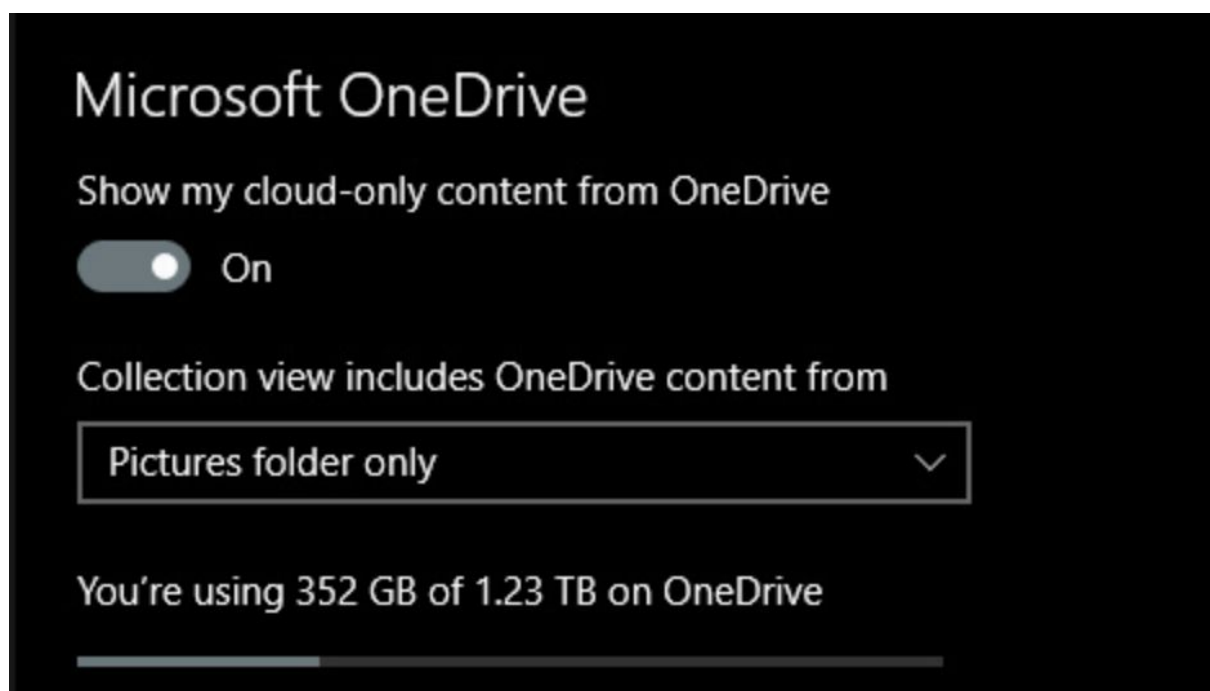 Microsoft OneDrive
Show my cloud-only content from OneDrive
On
Collection view includes OneDrive content from
Pictures folder only
You’re using 352 GB of 1.23 TB on OneDrive